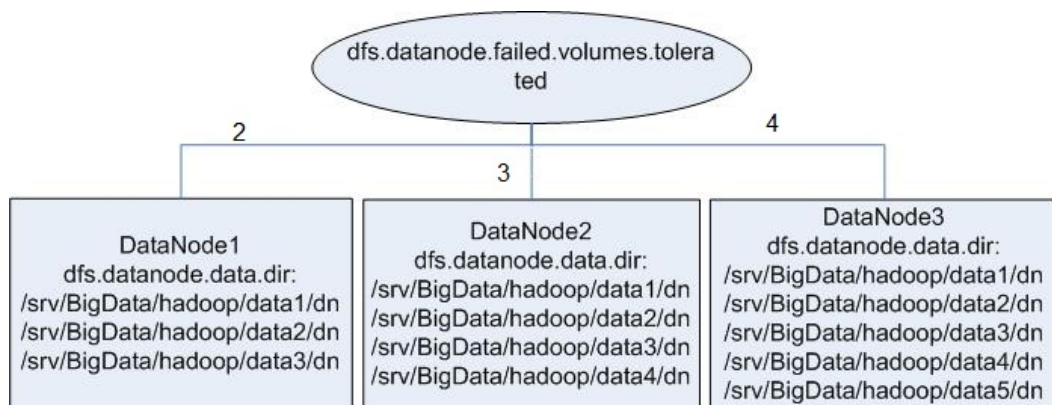 dfs.datanode.failed.volumes.tolera
ted
2
3
4
DataNode1
dfs.datanode.data.dir:
/srv/BigData/hadoop/data1/dn
/srv/BigData/hadoop/data2/dn
/srv/BigData/hadoop/data3/dn
DataNode2
dfs.datanode.data.dir:
/srv/BigData/hadoop/data1/dn
/srv/BigData/hadoop/data2/dn
/srv/BigData/hadoop/data3/dn
/srv/BigData/hadoop/data4/dn
DataNode3
dfs.datanode.data.dir:
/srv/BigData/hadoop/data1/dn
/srv/BigData/hadoop/data2/dn
/srv/BigData/hadoop/data3/dn
/srv/BigData/hadoop/data4/dn
/srv/BigData/hadoop/data5/dn